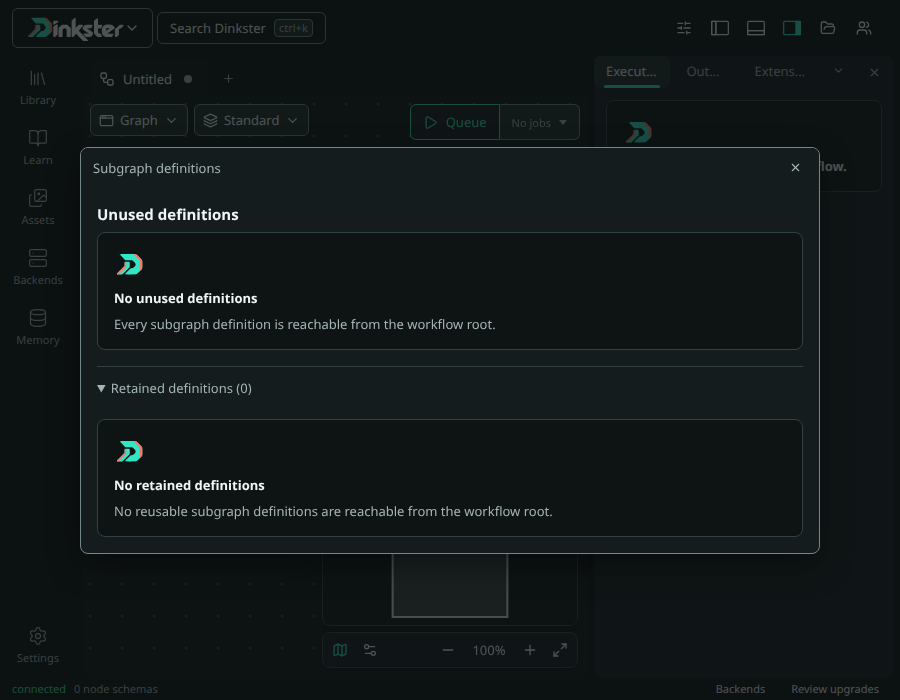 Dinkster
Search Dinkster ctrl+k
Library
Learn
Assets
Backends
Memory
Settings
Untitled
Graph
Standard
Queue
No jobs
Execut...
Out...
Extens...
flow.
Subgraph definitions
Unused definitions
No unused definitions
Every subgraph definition is reachable from the workflow root.
Retained definitions (0)
No retained definitions
No reusable subgraph definitions are reachable from the workflow root.
100%
connected 0 node schemas
Backends
Review upgrades